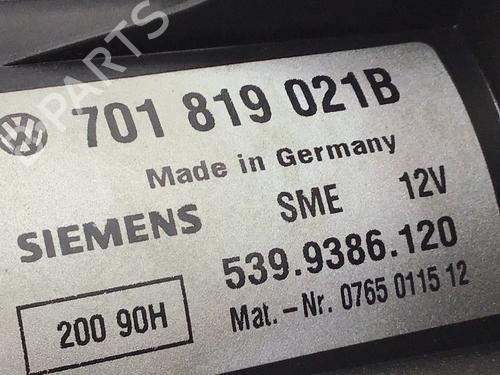 701 819 021B
Made in Germany
SIEMENS SME 12V
539.9386.120
200 90H
Mat. – Nr. 0765 0115 12